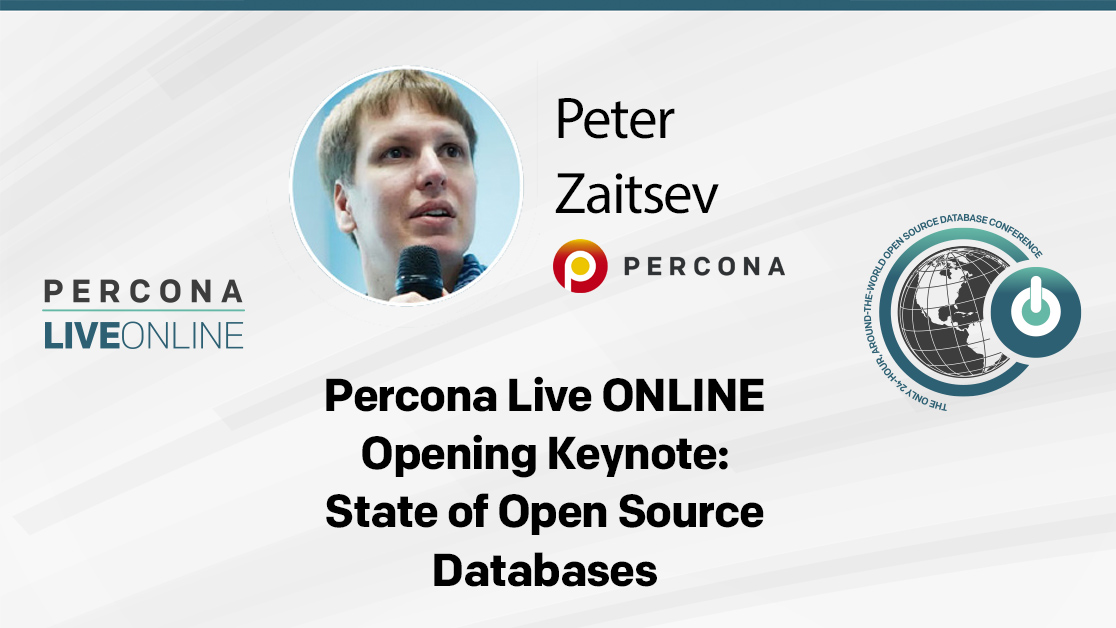 Peter
Zaitsev
PERCONA
PERCONA
LIVEONLINE
THE ONLY 24-HOUR, AROUND-THE-WORLD OPEN SOURCE DATABASE CONFERENCE
Percona Live ONLINE
Opening Keynote:
State of Open Source
Databases